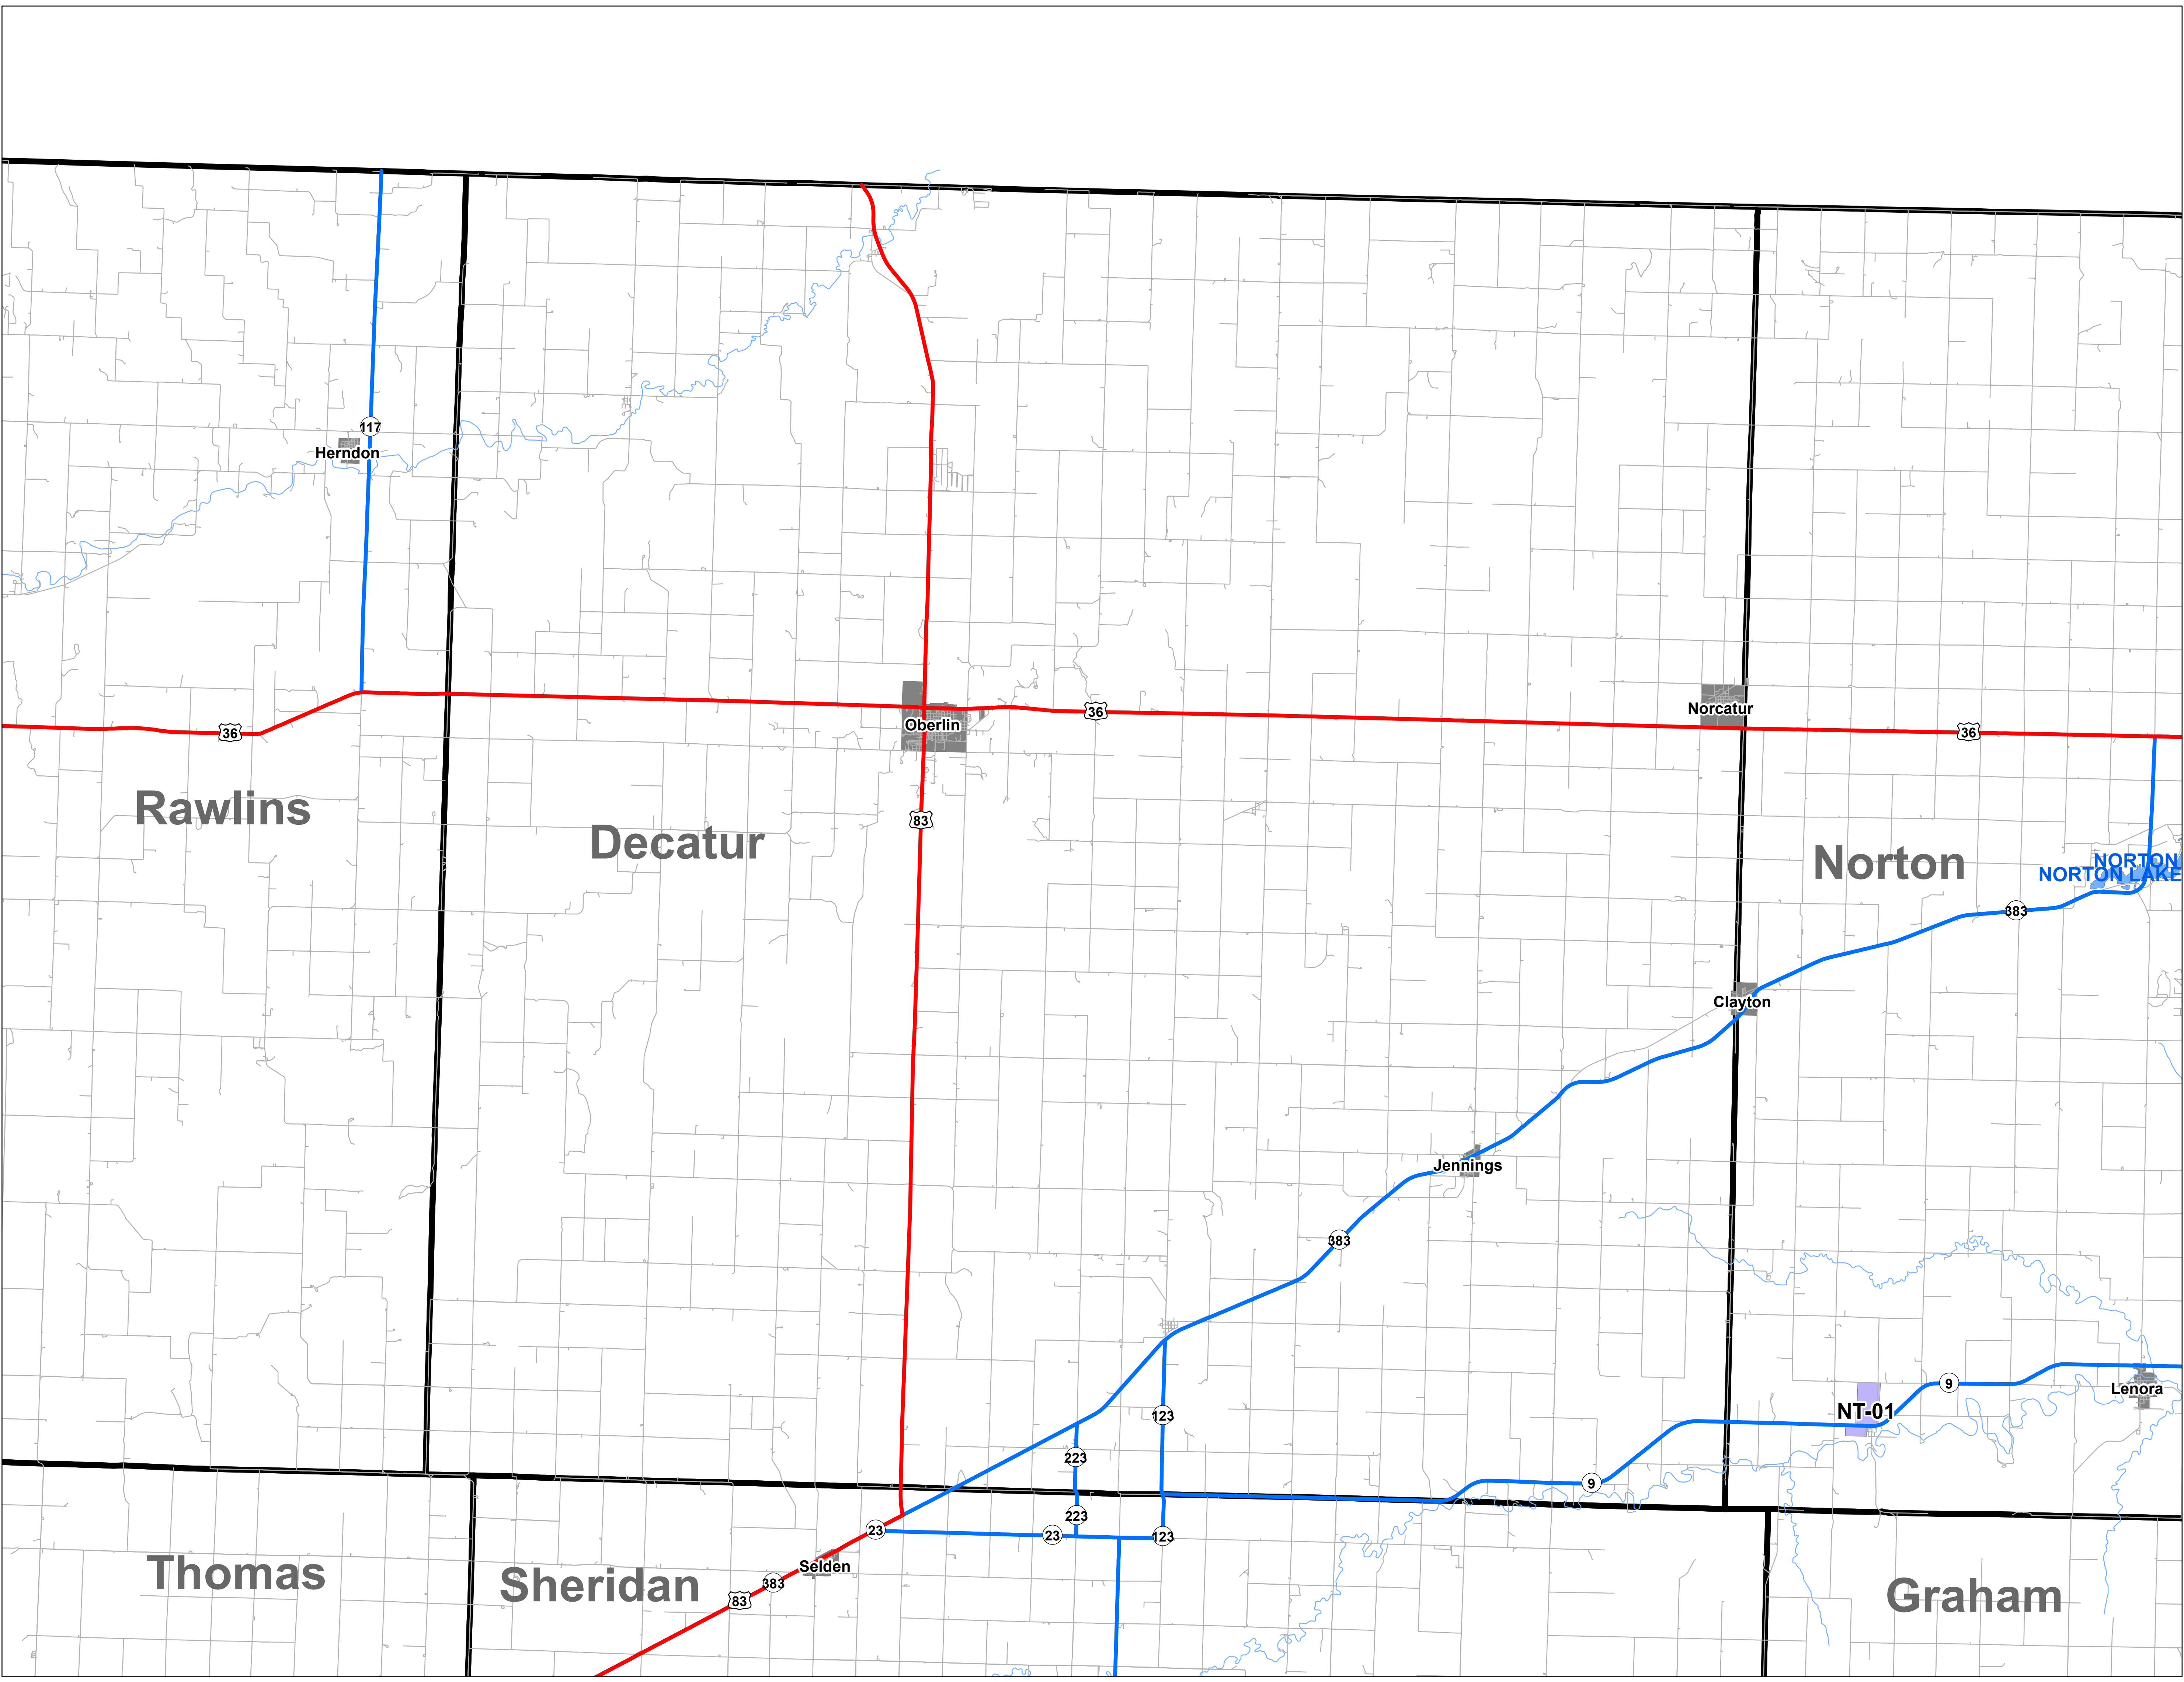 117
Herndon
36
Oberlin
36
Norcatur
36
Rawlins
83
Decatur
Norton
NORTON
NORTON LAKE
383
Clayton
Jennings
383
9
Lenora
NT-01
123
223
9
223
23
23
123
Selden
Thomas
Sheridan
383
83
Graham